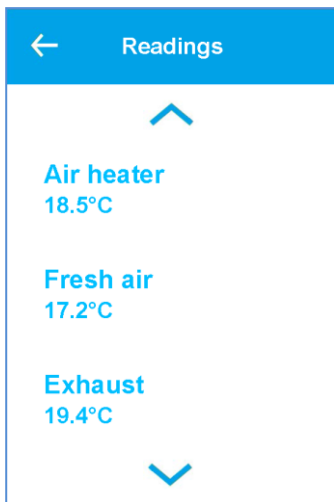 Readings
Air heater
18.5°C
Fresh air
17.2°C
Exhaust
19.4°C